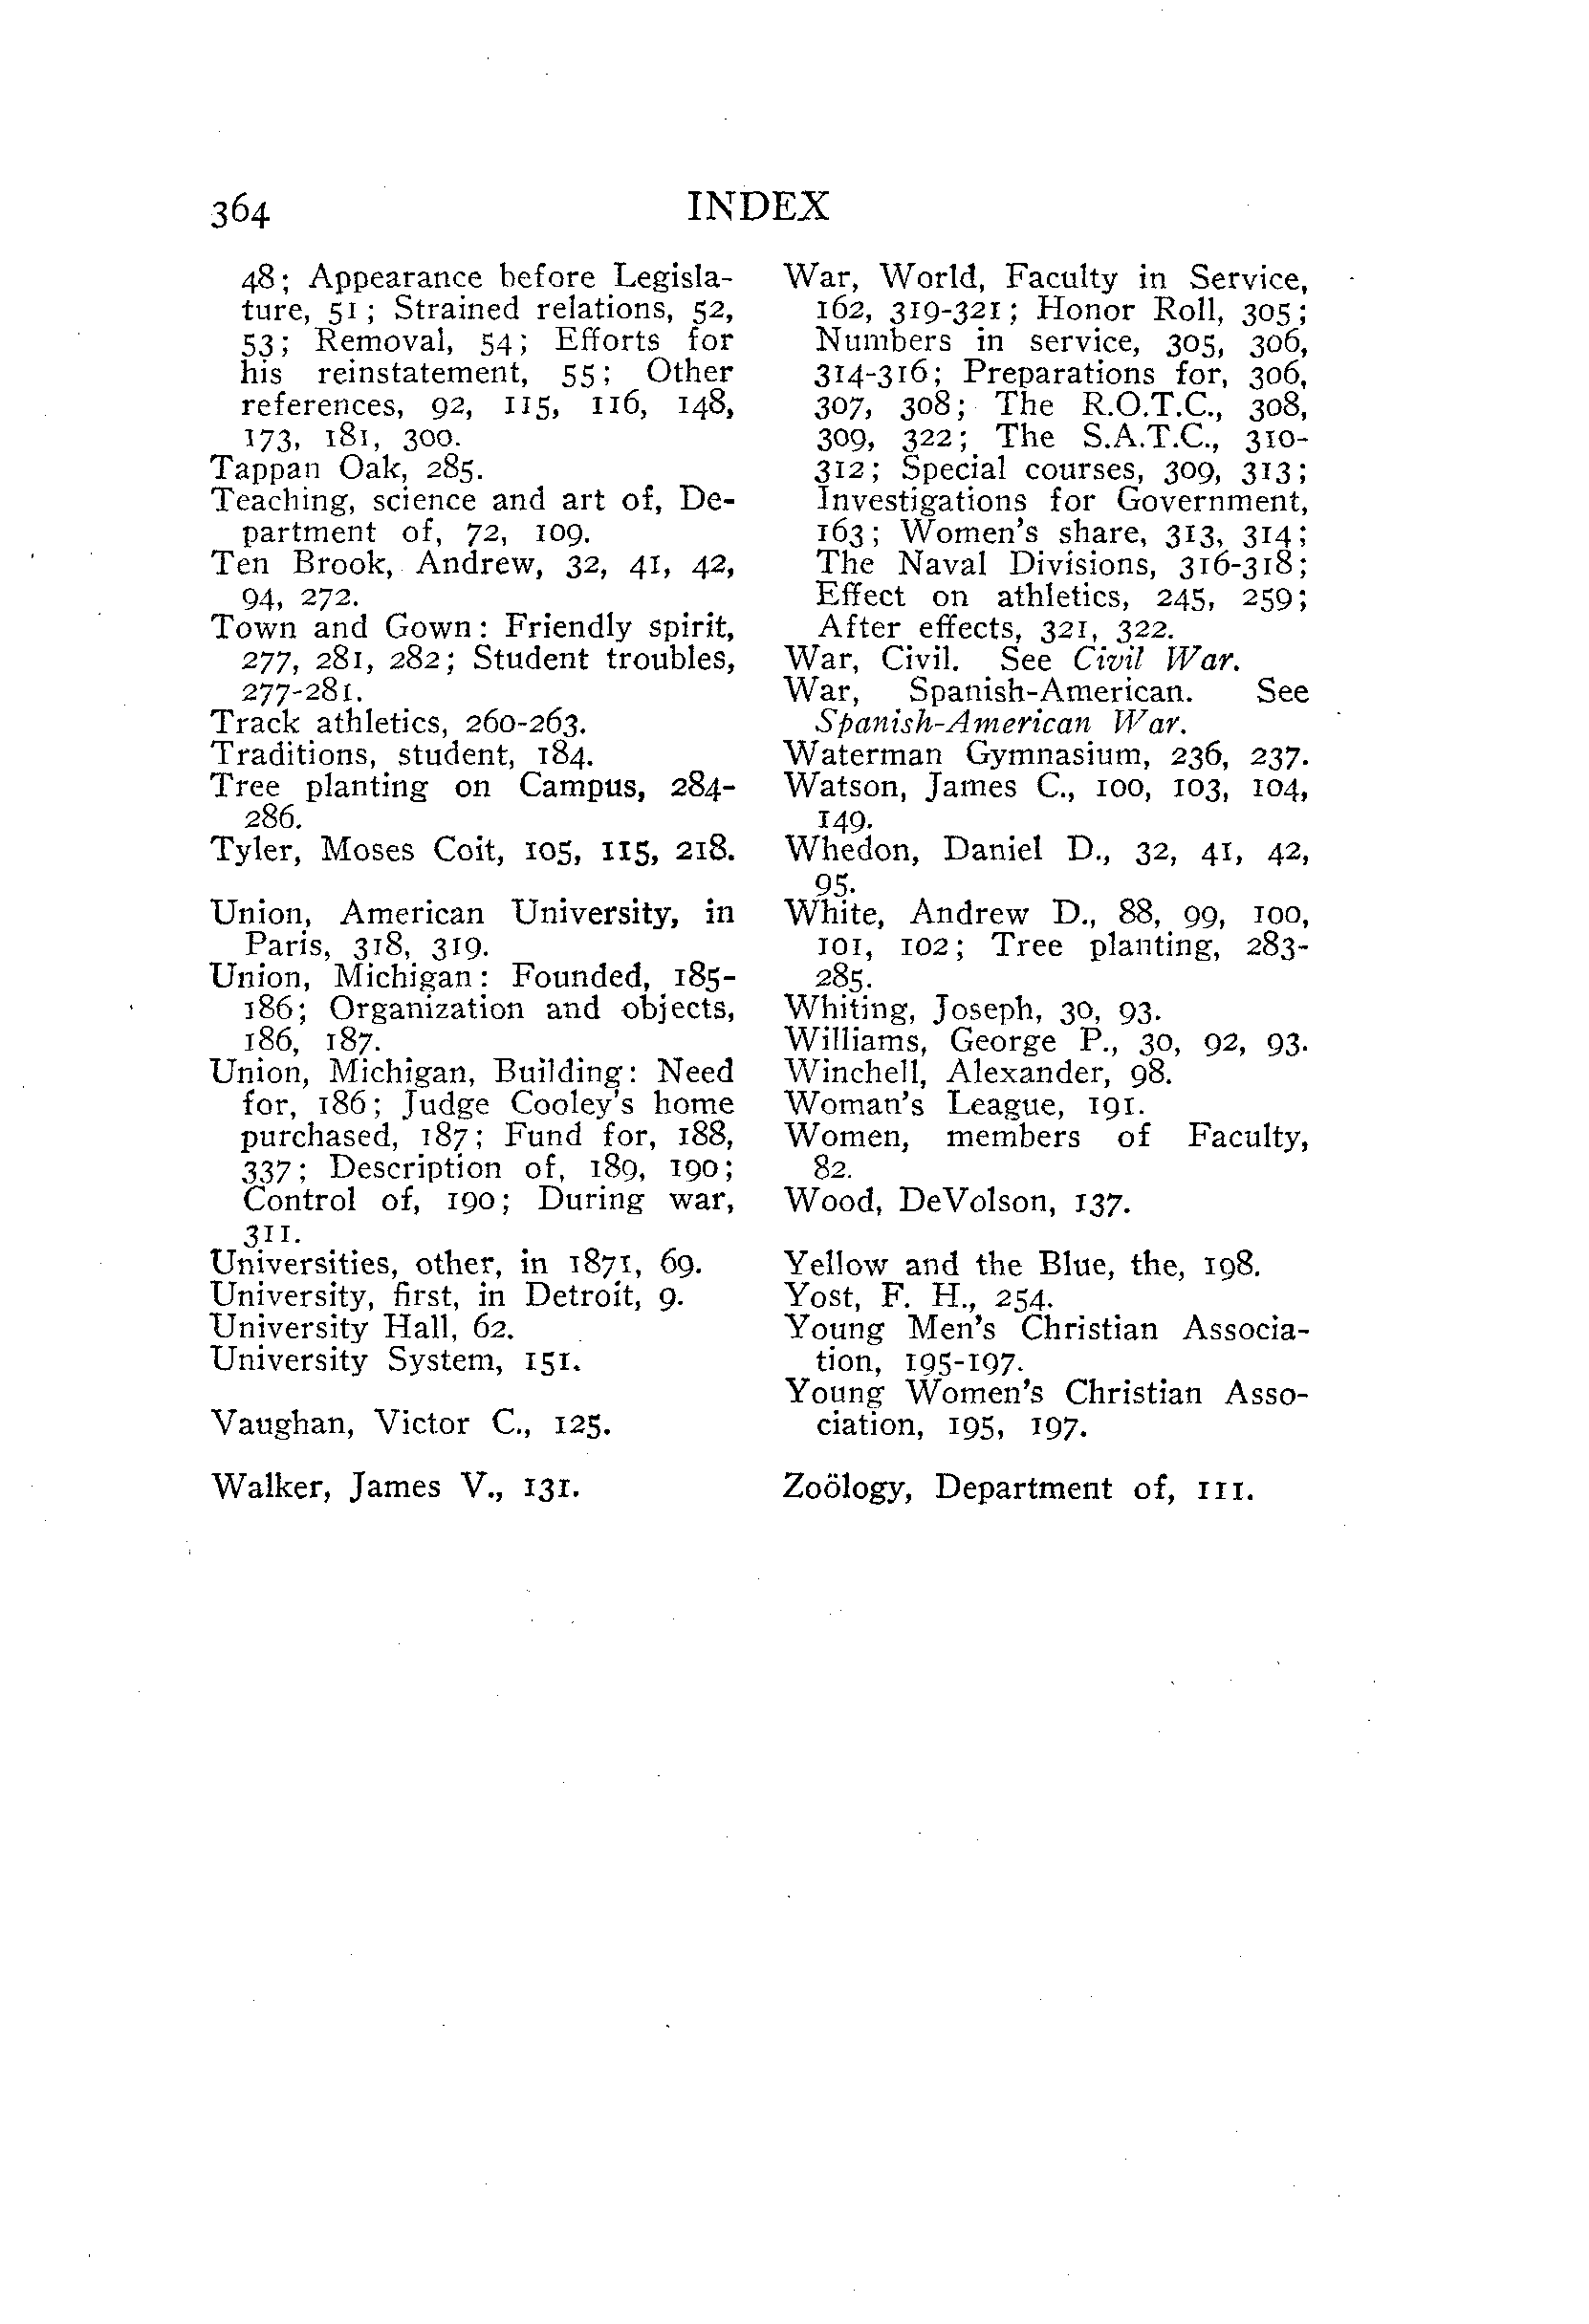 364
INDEX
48; Appearance before Legisla-
ture, 51; Strained relations, 52,
53; Removal, 54; Efforts for
his reinstatement, 55; Other
references, 92, 115, 116, 148,
173, 181, 300.
Tappan Oak, 285.
Teaching, science and art of, De-
partment of, 72, 109.
Ten Brook, Andrew, 32, 41, 42,
94, 272.
Town and Gown: Friendly spirit,
277, 281, 282; Student troubles,
277-281.
Track athletics, 260-263.
Traditions, student, 184.
Tree planting on Campus, 284-
286.
Tyler, Moses Coit, 105, 115, 218.
Union, American University, in
Paris, 318, 319.
Union, Michigan: Founded, 185-
186; Organization and objects,
186, 187.
Union, Michigan, Building: Need
for, 186; Judge Cooley's home
purchased, 187; Fund for, 188,
337; Description of, 189, 190;
Control of, 190; During war,
311.
Universities, other, in 1871, 69.
University, first, in Detroit, 9.
University Hall, 62.
University System, 151.
Vaughan, Victor C., 125.
Walker, James V., 131.
War, World, Faculty in Service,
162, 319-321; Honor Roll, 305;
Numbers in service, 305, 306,
314-316; Preparations for, 306,
307, 308; The R.O.T.C., 308,
309, 322; The S.A.T.C., 310-
312; Special courses, 309, 313;
Investigations for Government,
163; Women's share, 313, 314;
The Naval Divisions, 316-318;
Effect on athletics, 245, 259;
After effects, 321, 322.
War, Civil. See Civil War.
War, Spanish-American. See
Spanish-American War.
Waterman Gymnasium, 236, 237.
Watson, James C., 100, 103, 104,
149.
Whedon, Daniel D., 32, 41, 42,
95.
White, Andrew D., 88, 99, 100,
101, 102; Tree planting, 283-
285.
Whiting, Joseph, 30, 93.
Williams, George P., 30, 92, 93.
Winchell, Alexander, 98.
Woman's League, 191.
Women, members of Faculty,
82.
Wood, DeVolson, 137.
Yellow and the Blue, the, 198.
Yost, F. H., 254.
Young Men's Christian Associa-
tion, 195-197.
Young Women's Christian Asso-
ciation, 195, 197.
Zoölogy, Department of, 111.